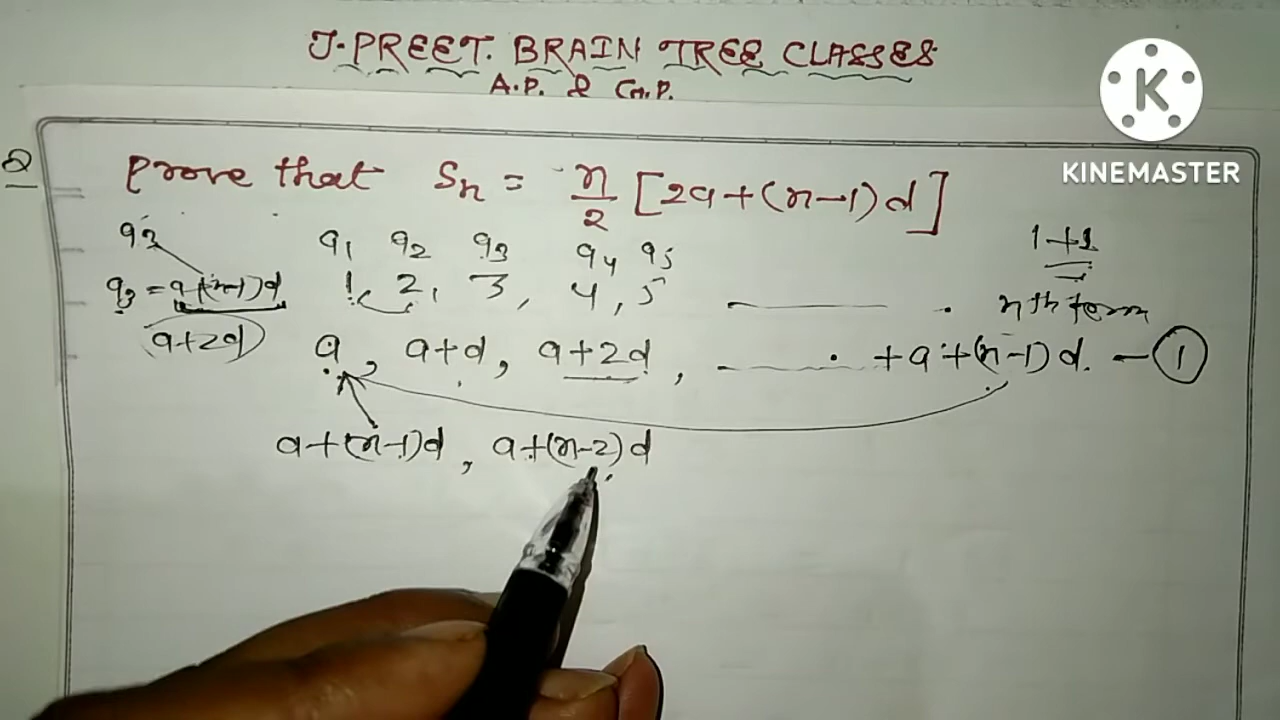 J.PREET. BRAIN TREE CLASSES
A.P. & G.P.
K
KINEMASTER
Q Prove that Sn = n/2 [2a+(n-1)d]
a3 a1 a2 a3 a4 a5 1+1
a3 = a+(n-1)d 1, 2, 3, 4, 5 ———— . nth term
(a+2d) a, a+d, a+2d, ———— . +a+(n-1)d. — ①
a+(n-1)d, a+(n-2)d